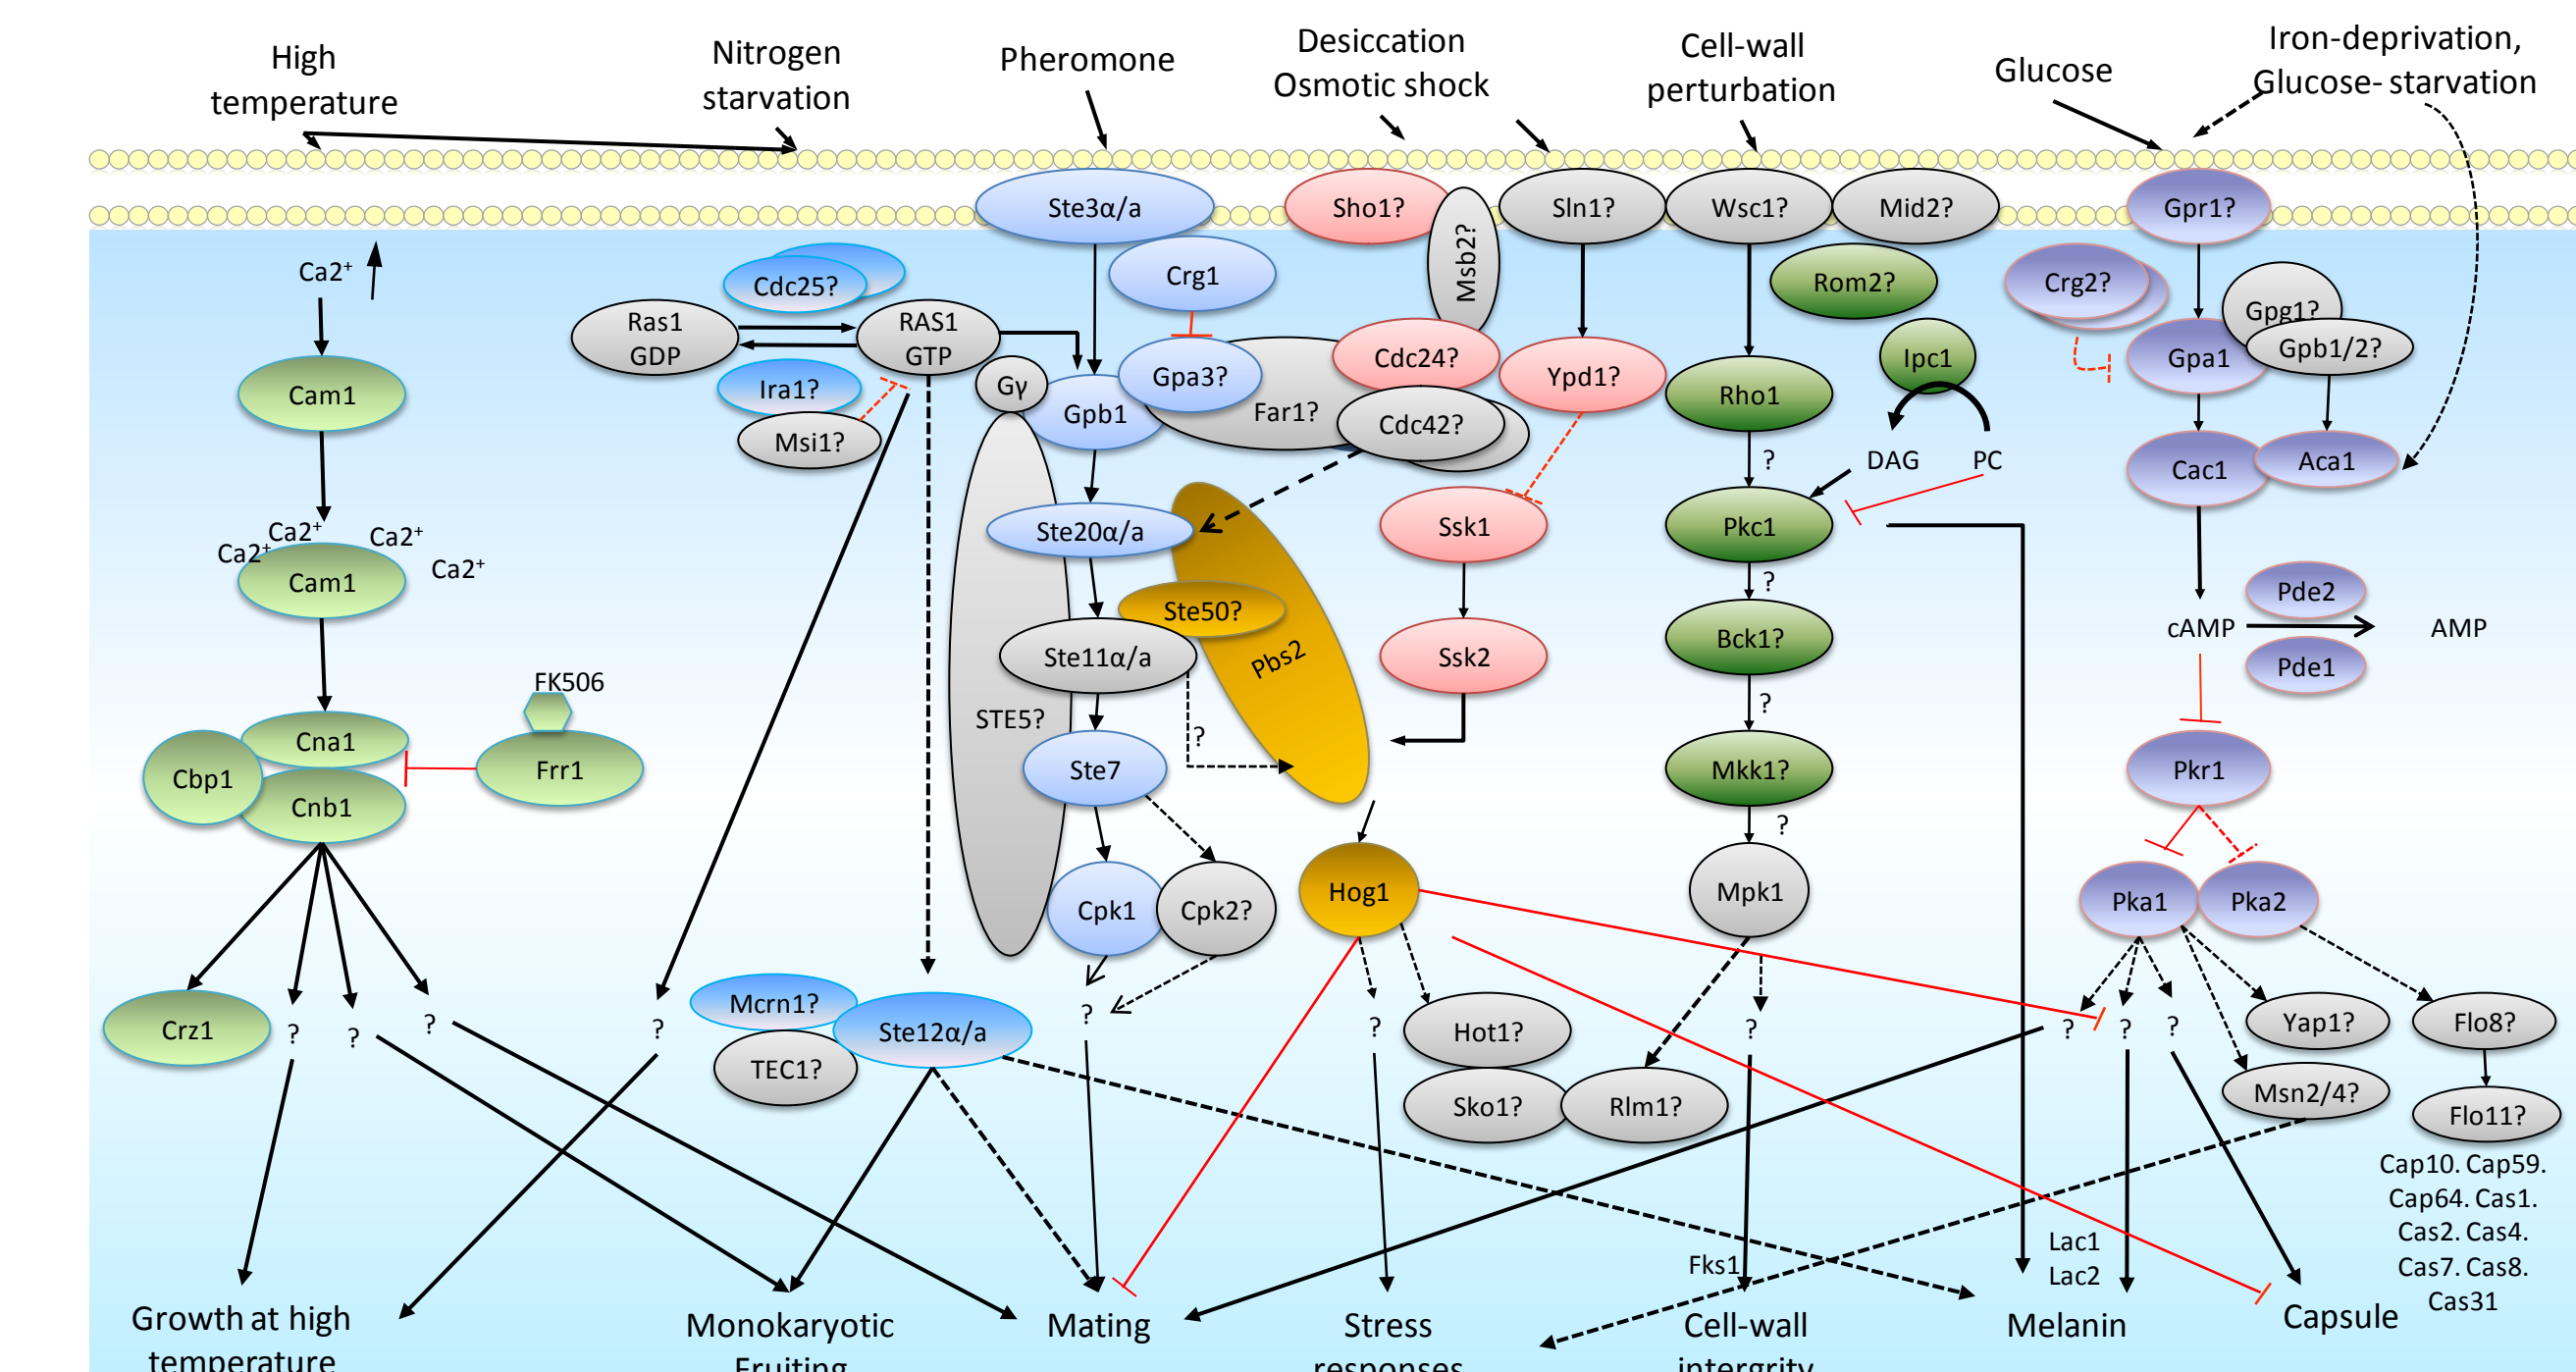 High
temperature
Nitrogen
starvation
Pheromone
Desiccation
Osmotic shock
Cell-wall
perturbation
Glucose
Iron-deprivation,
Glucose- starvation
Ste3α/a
Sho1?
Msb2?
Sln1?
Wsc1?
Mid2?
Gpr1?
Ca2+
Cdc25?
Crg1
Rom2?
Crg2?
Gpg1?
Ras1
GDP
RAS1
GTP
Gpa3?
Cdc24?
Ypd1?
Ipc1
Gpa1
Gpb1/2?
Cam1
Ira1?
Gγ
Gpb1
Far1?
Cdc42?
Rho1
Msi1?
?
DAG
PC
Cac1
Aca1
Ca2+
Ca2+
Ca2+
Ca2+
Cam1
Ste20α/a
Ssk1
Pkc1
?
Ste50?
Pde2
cAMP
AMP
Pde1
Ste11α/a
Pbs2
Ssk2
Bck1?
?
FK506
STE5?
?
Cna1
Cbp1
Cnb1
Frr1
Ste7
Mkk1?
Pkr1
?
Cpk1
Cpk2?
Hog1
Mpk1
Pka1
Pka2
Crz1
?
?
?
?
Mcrn1?
Ste12α/a
TEC1?
?
?
Hot1?
Sko1?
Rlm1?
?
?
?
?
Yap1?
Flo8?
Msn2/4?
Flo11?
Cap10. Cap59.
Cap64. Cas1.
Cas2. Cas4.
Cas7. Cas8.
Cas31
Fks1
Lac1
Lac2
Growth at high
temperature
Monokaryotic
Fruiting
Mating
Stress
responses
Cell-wall
intergrity
Melanin
Capsule